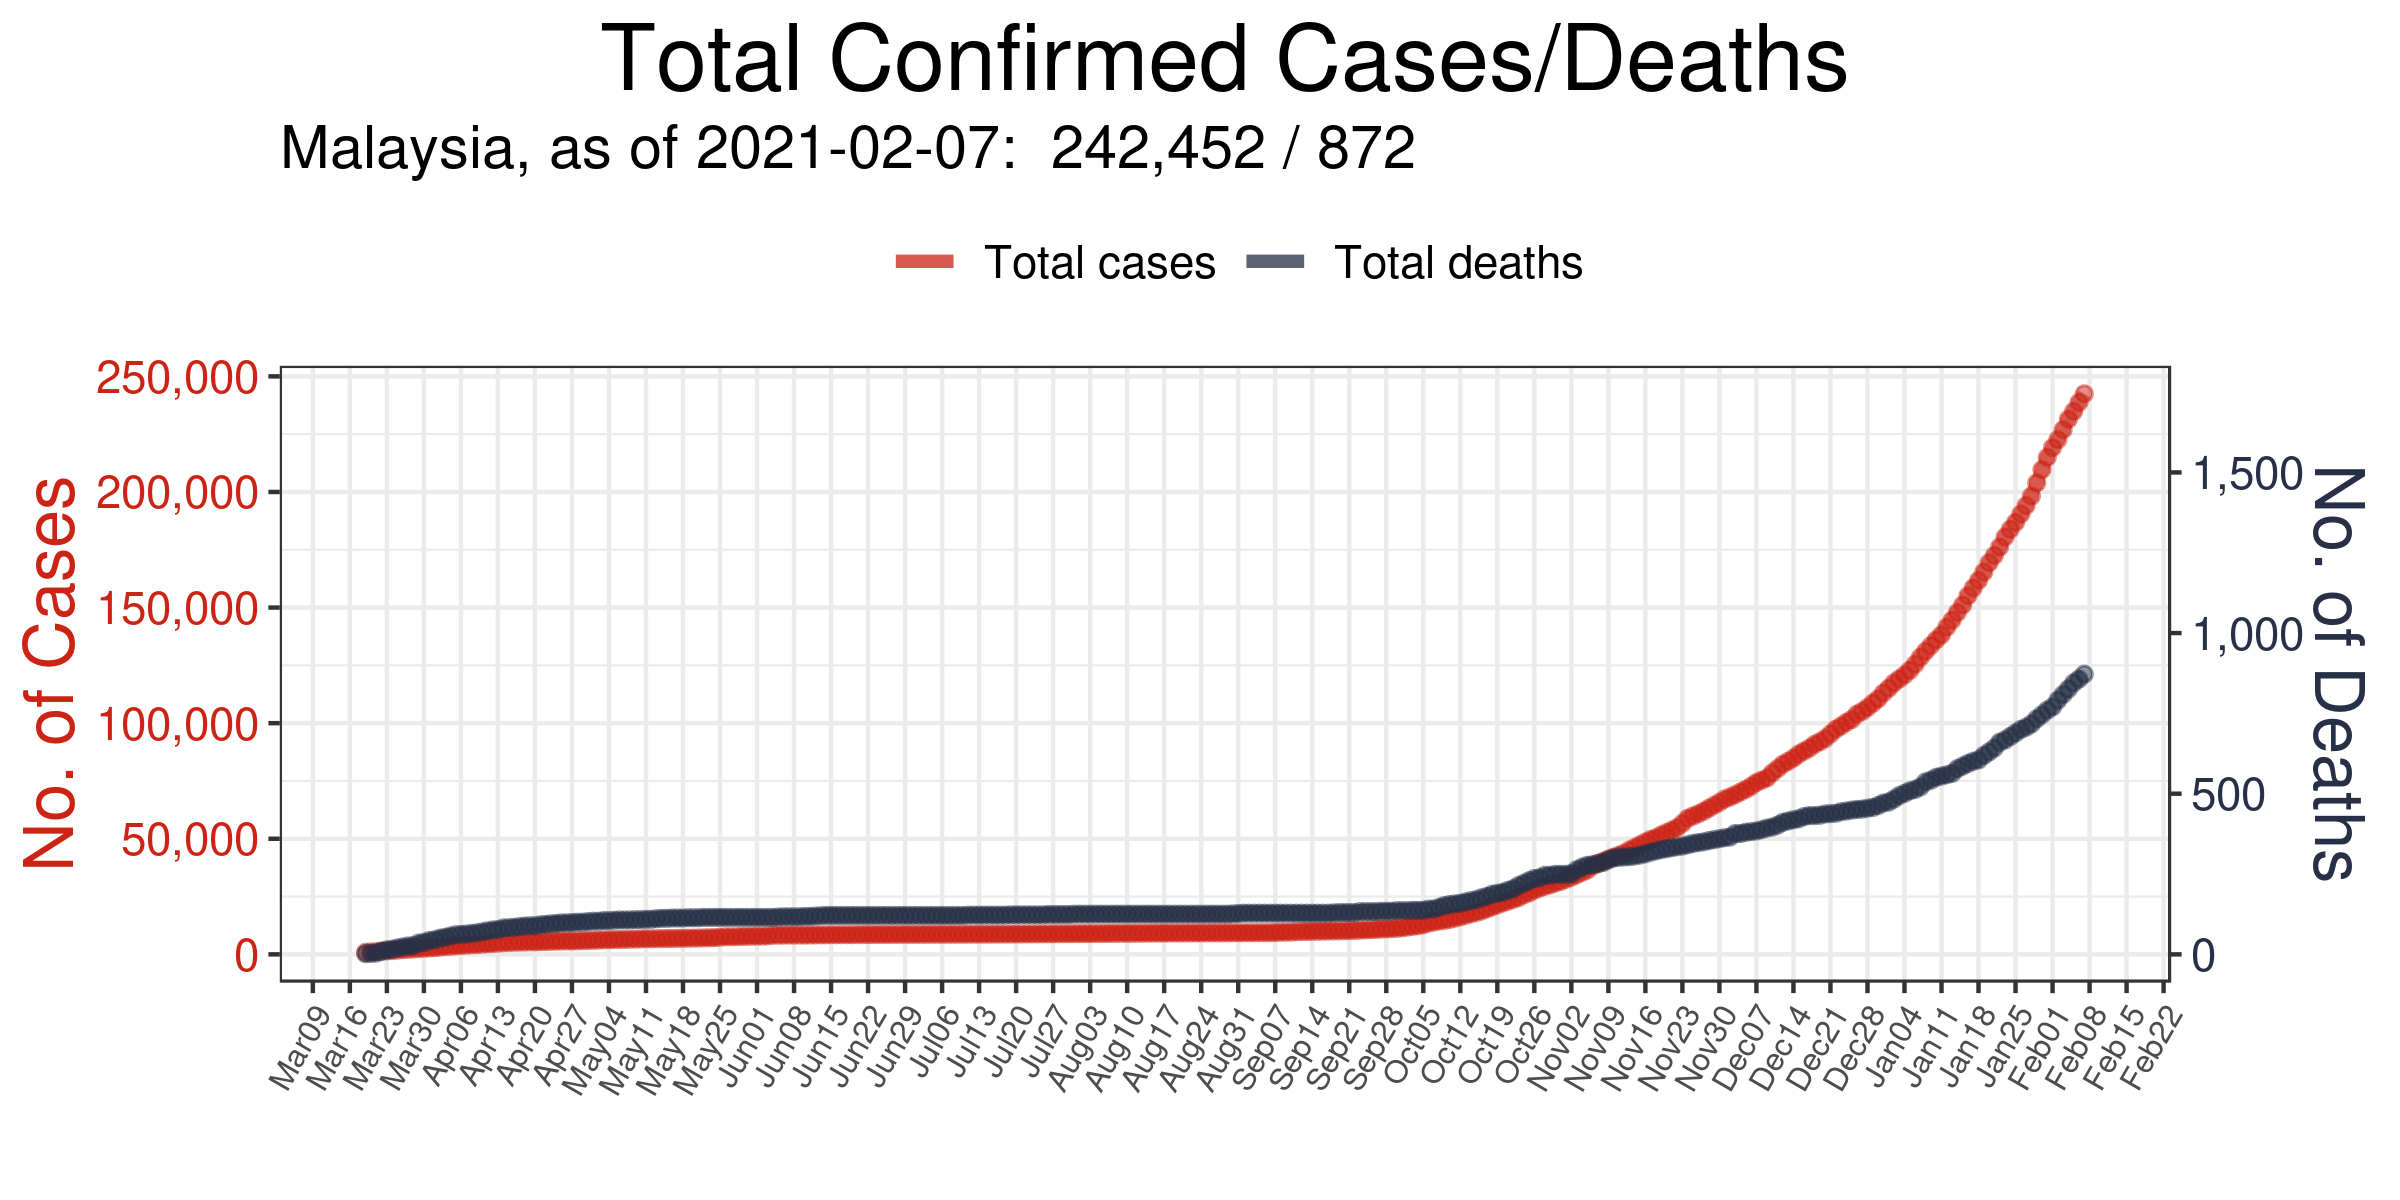 Total Confirmed Cases/Deaths
Malaysia, as of 2021-02-07:  242,452 / 872
Total cases
Total deaths
No. of Cases
250,000
200,000
150,000
100,000
50,000
0
1,500
1,000
500
0
No. of Deaths
Mar09
Mar16
Mar23
Mar30
Apr06
Apr13
Apr20
Apr27
May04
May11
May18
May25
Jun01
Jun08
Jun15
Jun22
Jun29
Jul06
Jul13
Jul20
Jul27
Aug03
Aug10
Aug17
Aug24
Aug31
Sep07
Sep14
Sep21
Sep28
Oct05
Oct12
Oct19
Oct26
Nov02
Nov09
Nov16
Nov23
Nov30
Dec07
Dec14
Dec21
Dec28
Jan04
Jan11
Jan18
Jan25
Feb01
Feb08
Feb15
Feb22